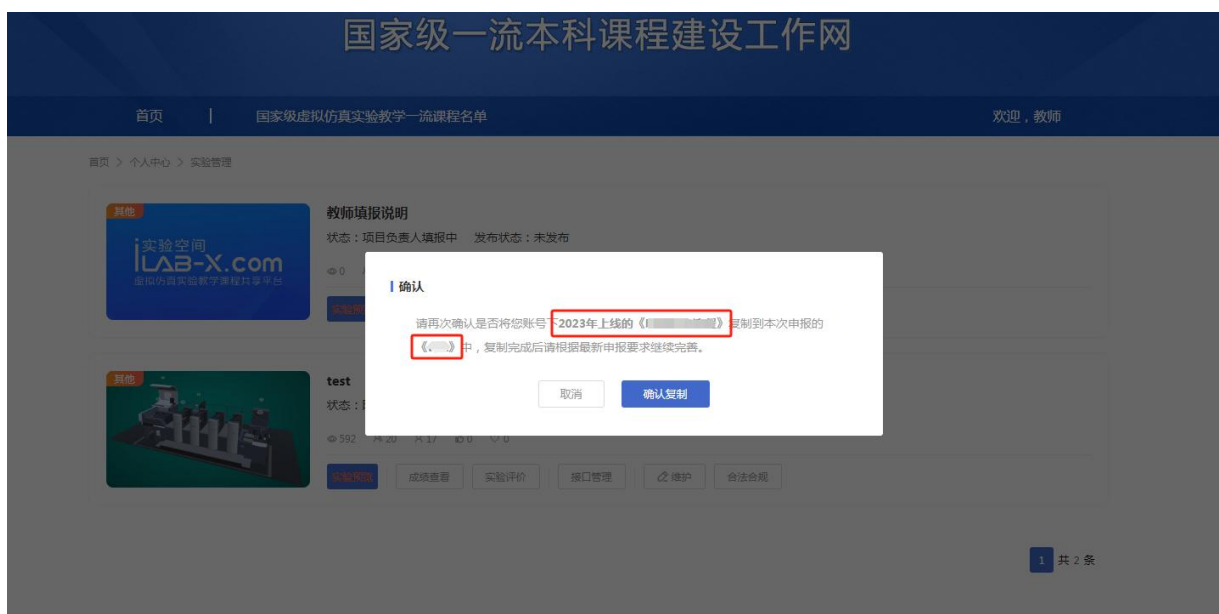 国家级一流本科课程建设工作网
首页 | 国家级虚拟仿真实验教学一流课程名单 欢迎，教师
首页 > 个人中心 > 实验管理
其他
实验空间
iLAB-X.com
虚拟仿真实验教学课程共享平台
教师填报说明
状态：项目负责人填报中 发布状态：未发布
0
确认
请再次确认是否将您账号下2023年上线的《》复制到本次申报的
《》中，复制完成后请根据最新申报要求继续完善。
取消 确认复制
其他
test
状态：
592 20 17 0 0
实验预览 成绩查看 实验评价 接口管理 维护 合法合规
1 共 2 条